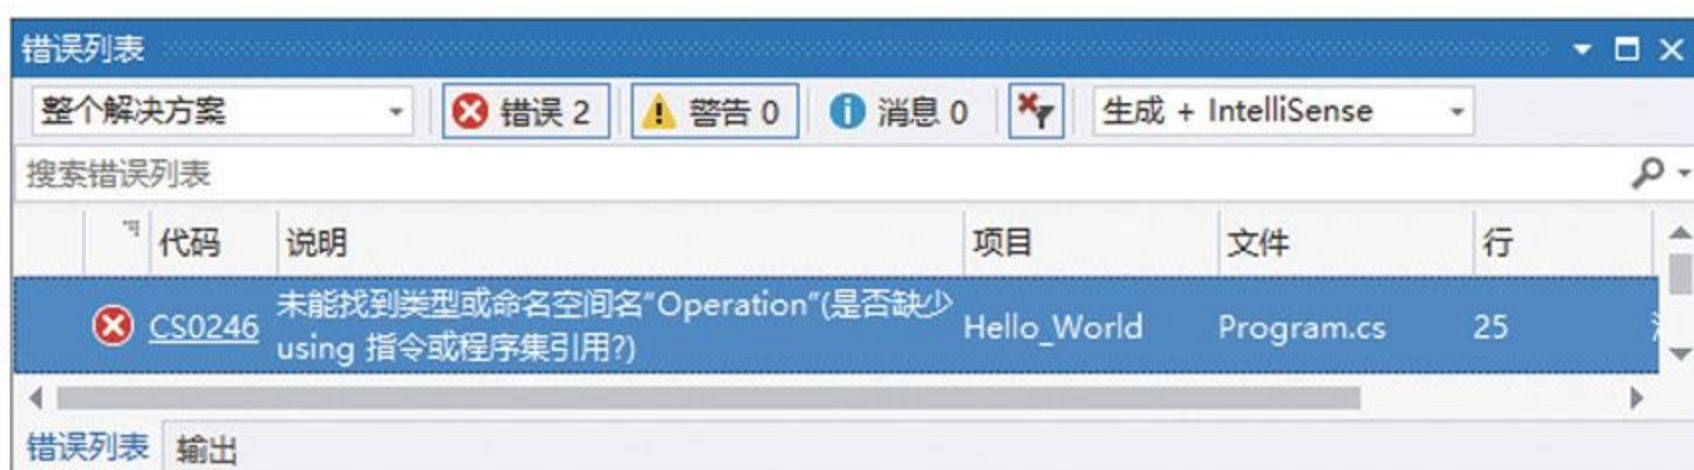 错误列表
整个解决方案 错误 2 警告 0 消息 0 生成 + IntelliSense
搜索错误列表
代码 说明 项目 文件 行
CS0246 未能找到类型或命名空间名"Operation"(是否缺少 using 指令或程序集引用?) Hello_World Program.cs 25
错误列表 输出